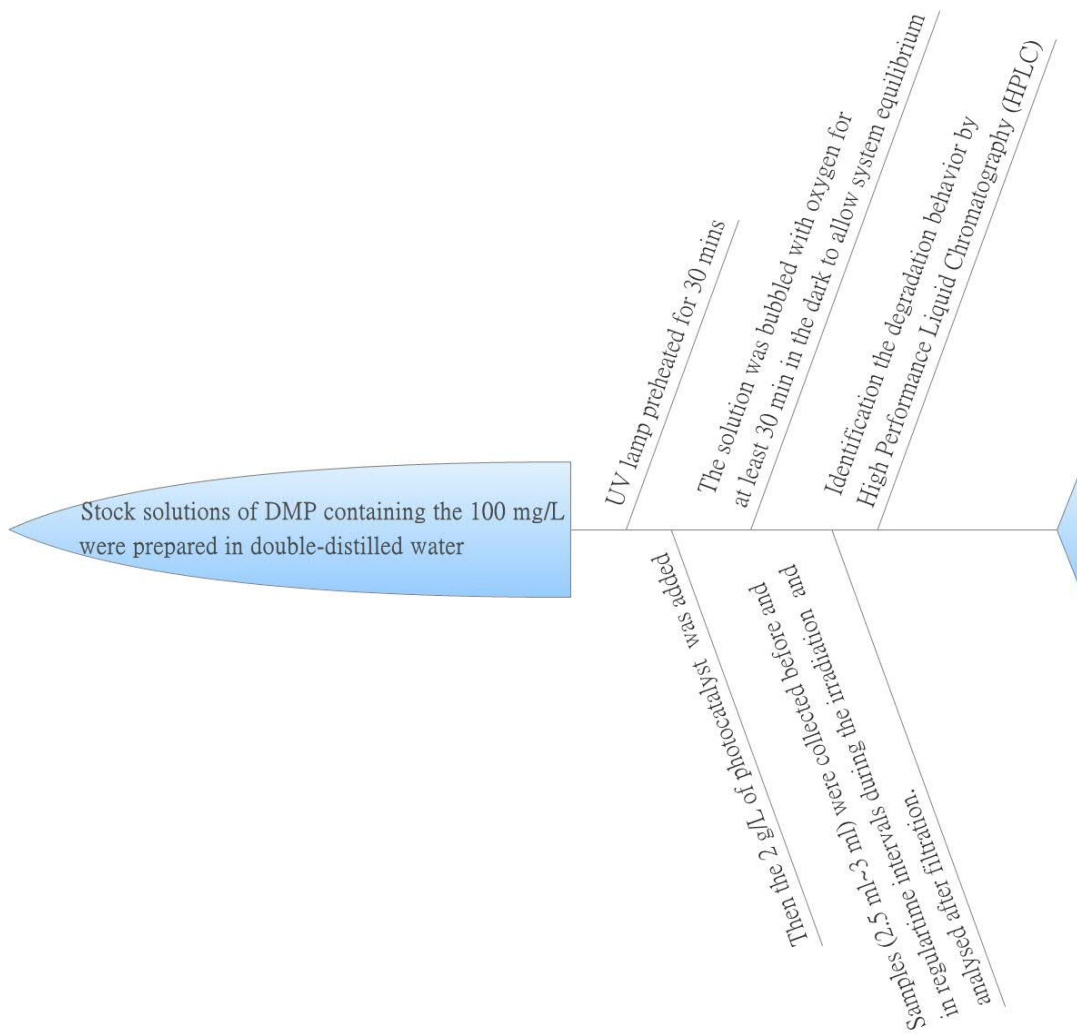 Stock solutions of DMP containing the 100 mg/L
were prepared in double-distilled water
UV lamp preheated for 30 mins
Then the 2 g/L of photocatalyst was added
The solution was bubbled with oxygen for
at least 30 min in the dark to allow system equilibrium
Samples (2.5 ml~3 ml) were collected before and
in regulartime intervals during the irradiation and
analysed after filtration.
Identification the degradation behavior by
High Performance Liquid Chromatography (HPLC)